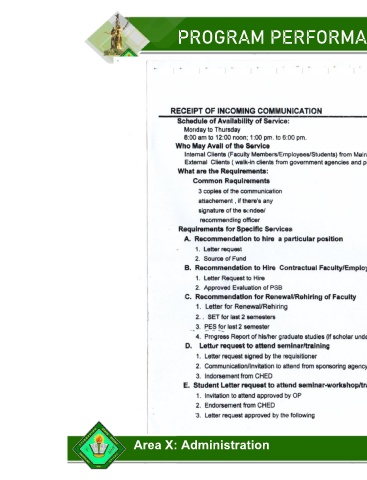 PROGRAM PERFORMA
RECEIPT OF INCOMING COMMUNICATION
Schedule of Availability of Service:
Monday to Thursday
8:00 am to 12:00 noon; 1:00 pm. to 6:00 pm.
Who May Avail of the Service
Internal Clients (Faculty Members/Employees/Students) from Main
External Clients ( walk-in clients from government agencies and p
What are the Requirements:
Common Requirements
3 copies of the communication
attachement , if there's any
signature of the sender/
recommending officer
Requirements for Specific Services
A. Recommendation to hire a particular position
1. Letter request
2. Source of Fund
B. Recommendation to Hire Contractual Faculty/Employ
1. Letter Request to Hire
2. Approved Evaluation of PSB
C. Recommendation for Renewal/Rehiring of Faculty
1. Letter for Renewal/Rehiring
2. . SET for last 2 semesters
3. PES for last 2 semester
4. Progress Report of his/her graduate studies (if scholar unde
D. Letter request to attend seminar/training
1. Letter request signed by the requisitioner
2. Communication/Invitation to attend from sponsoring agency
3. Indorsement from CHED
E. Student Letter request to attend seminar-workshop/tra
1. Invitation to attend approved by OP
2. Endorsement from CHED
3. Letter request approved by the following
Area X: Administration